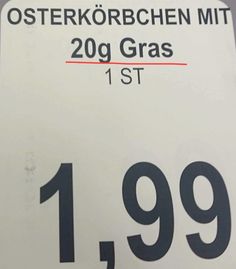 OSTERKÖRBCHEN MIT
20g Gras
1 ST
1,99